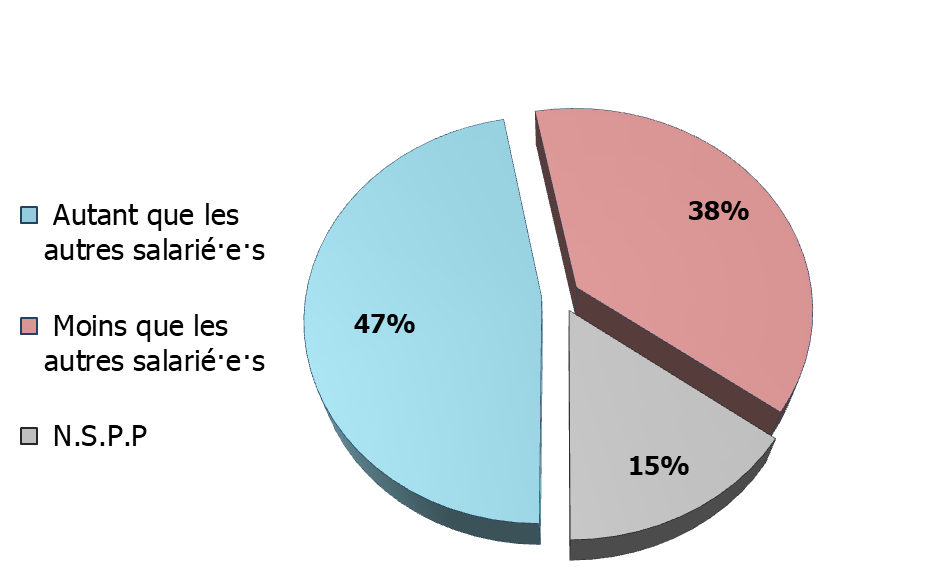 Autant que les
autres salarié·e·s
Moins que les
autres salarié·e·s
N.S.P.P
38%
47%
15%